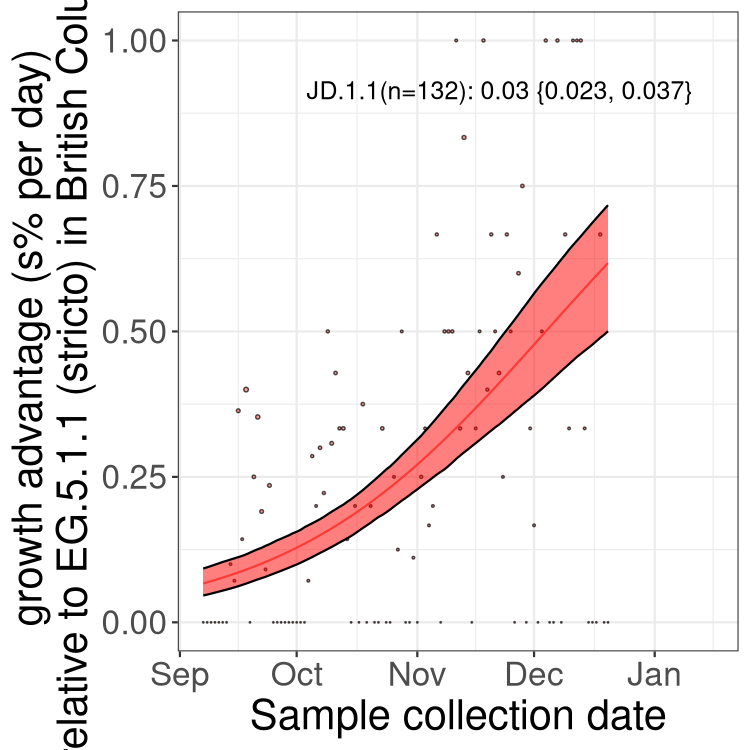 growth advantage (s% per day)
relative to EG.5.1.1 (stricto) in British
1.00
0.75
0.50
0.25
0.00
JD.1.1(n=132): 0.03 {0.023, 0.037}
Sep Oct Nov Dec Jan
Sample collection date